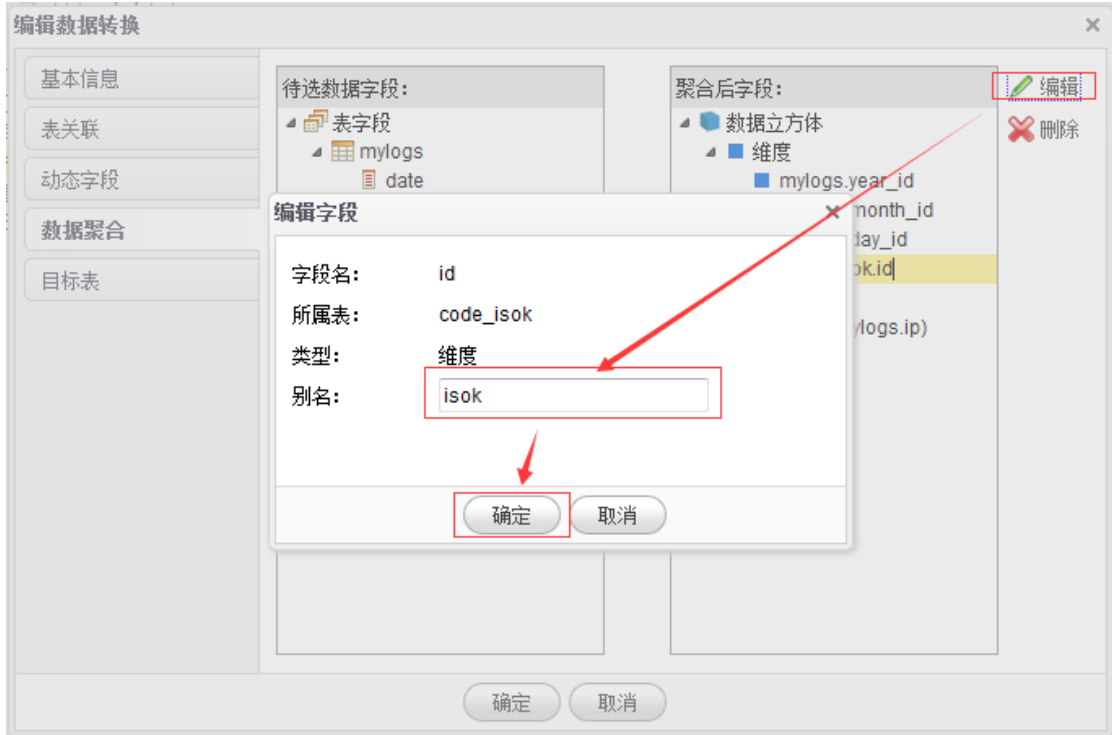 编辑数据转换
基本信息
表关联
动态字段
数据聚合
目标表
待选数据字段：
表字段
mylogs
date
聚合后字段：
数据立方体
维度
mylogs.year_id
month_id
day_id
ok.id
ylogs.ip)
编辑
删除
编辑字段
字段名： id
所属表： code_isok
类型： 维度
别名： isok
确定 取消
确定 取消